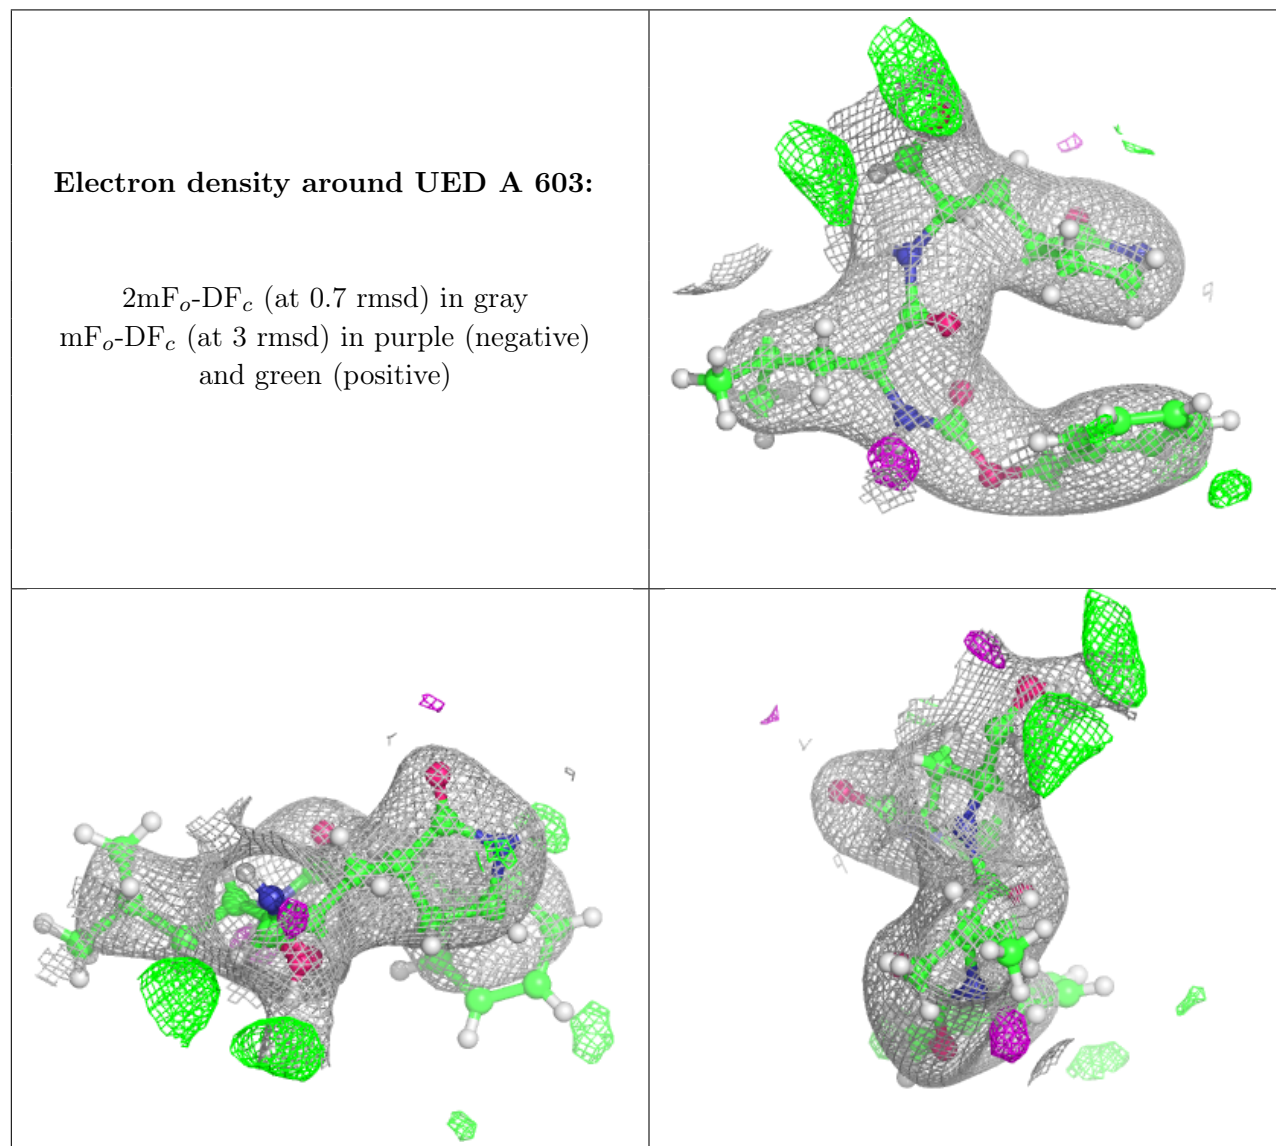 Electron density around UED A 603:
2mFo-DFc (at 0.7 rmsd) in gray
mFo-DFc (at 3 rmsd) in purple (negative)
and green (positive)